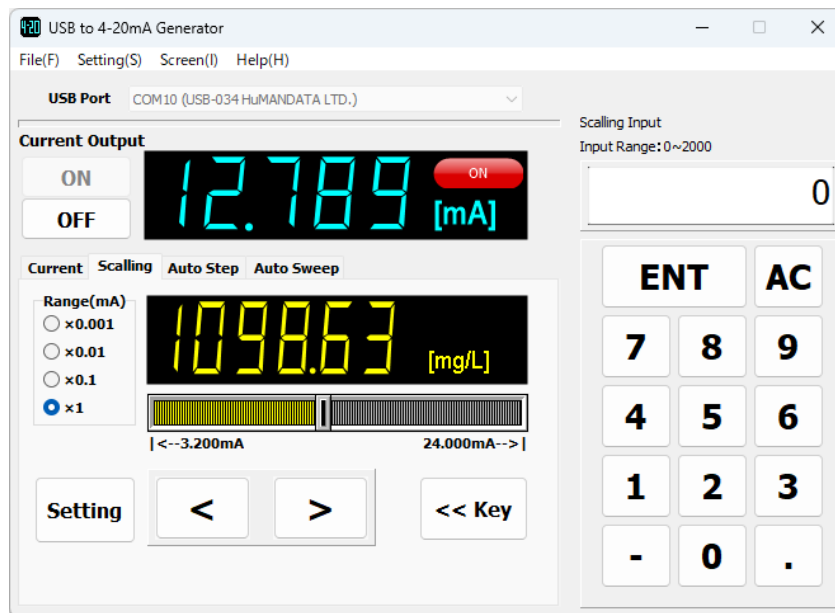 4-20 USB to 4-20mA Generator
File(F) Setting(S) Screen(I) Help(H)
USB Port COM10 (USB-034 HuMANDATA LTD.)
Current Output
ON
OFF
12.789
ON
[mA]
Current Scalling Auto Step Auto Sweep
Range(mA)
×0.001
×0.01
×0.1
×1
1098.63
[mg/L]
|<--3.200mA 24.000mA-->|
Setting < > << Key
Scalling Input
Input Range:0~2000
0
ENT AC
7 8 9
4 5 6
1 2 3
- 0 .